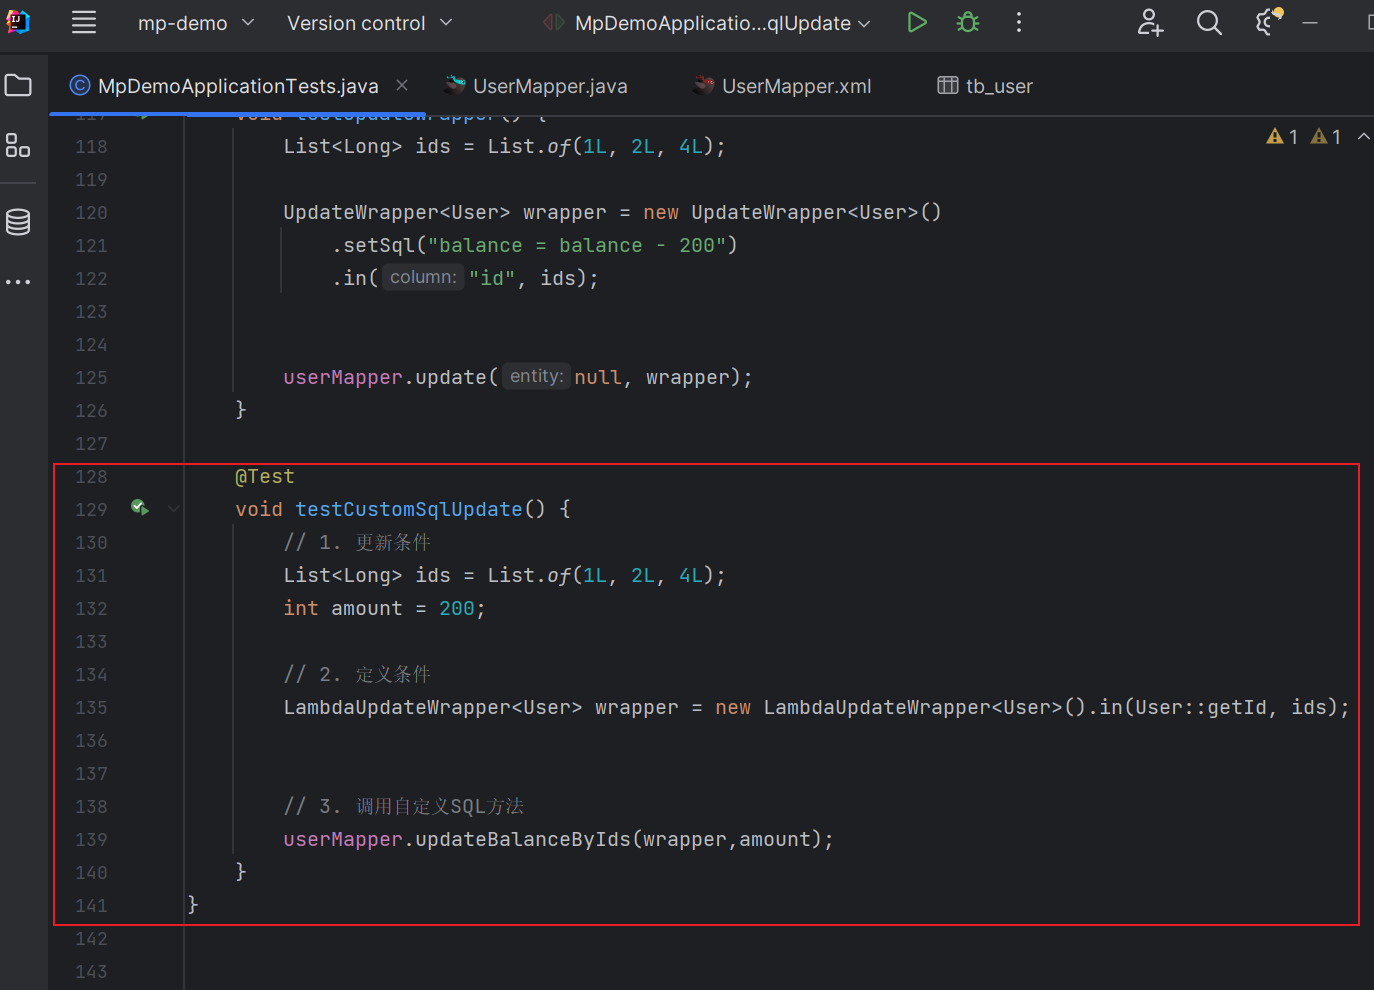 mp-demo Version control MpDemoApplicatio...qlUpdate
MpDemoApplicationTests.java UserMapper.java UserMapper.xml tb_user
117 void testUpdateWrapper() {
118 List<Long> ids = List.of(1L, 2L, 4L);
1 1
119
120 UpdateWrapper<User> wrapper = new UpdateWrapper<User>()
121 .setSql("balance = balance - 200")
122 .in( column: "id", ids);
123
124
125 userMapper.update( entity: null, wrapper);
126 }
127
128 @Test
129 void testCustomSqlUpdate() {
130 // 1. 更新条件
131 List<Long> ids = List.of(1L, 2L, 4L);
132 int amount = 200;
133
134 // 2. 定义条件
135 LambdaUpdateWrapper<User> wrapper = new LambdaUpdateWrapper<User>().in(User::getId, ids);
136
137
138 // 3. 调用自定义SQL方法
139 userMapper.updateBalanceByIds(wrapper,amount);
140 }
141 }
142
143